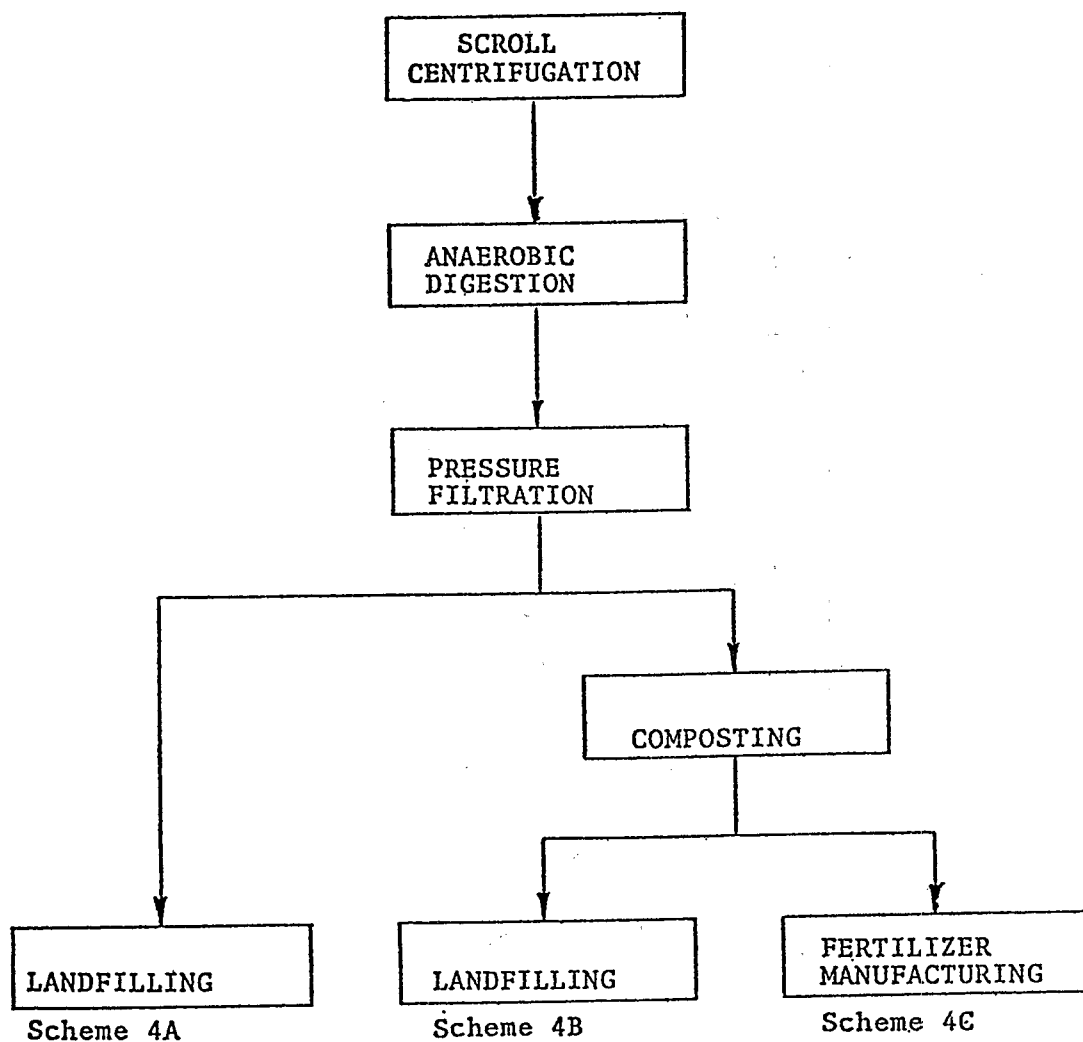 SCROLL
CENTRIFUGATION
ANAEROBIC
DIGESTION
PRESSURE
FILTRATION
COMPOSTING
LANDFILLING
Scheme 4A
LANDFILLING
Scheme 4B
FERTILIZER
MANUFACTURING
Scheme 4C